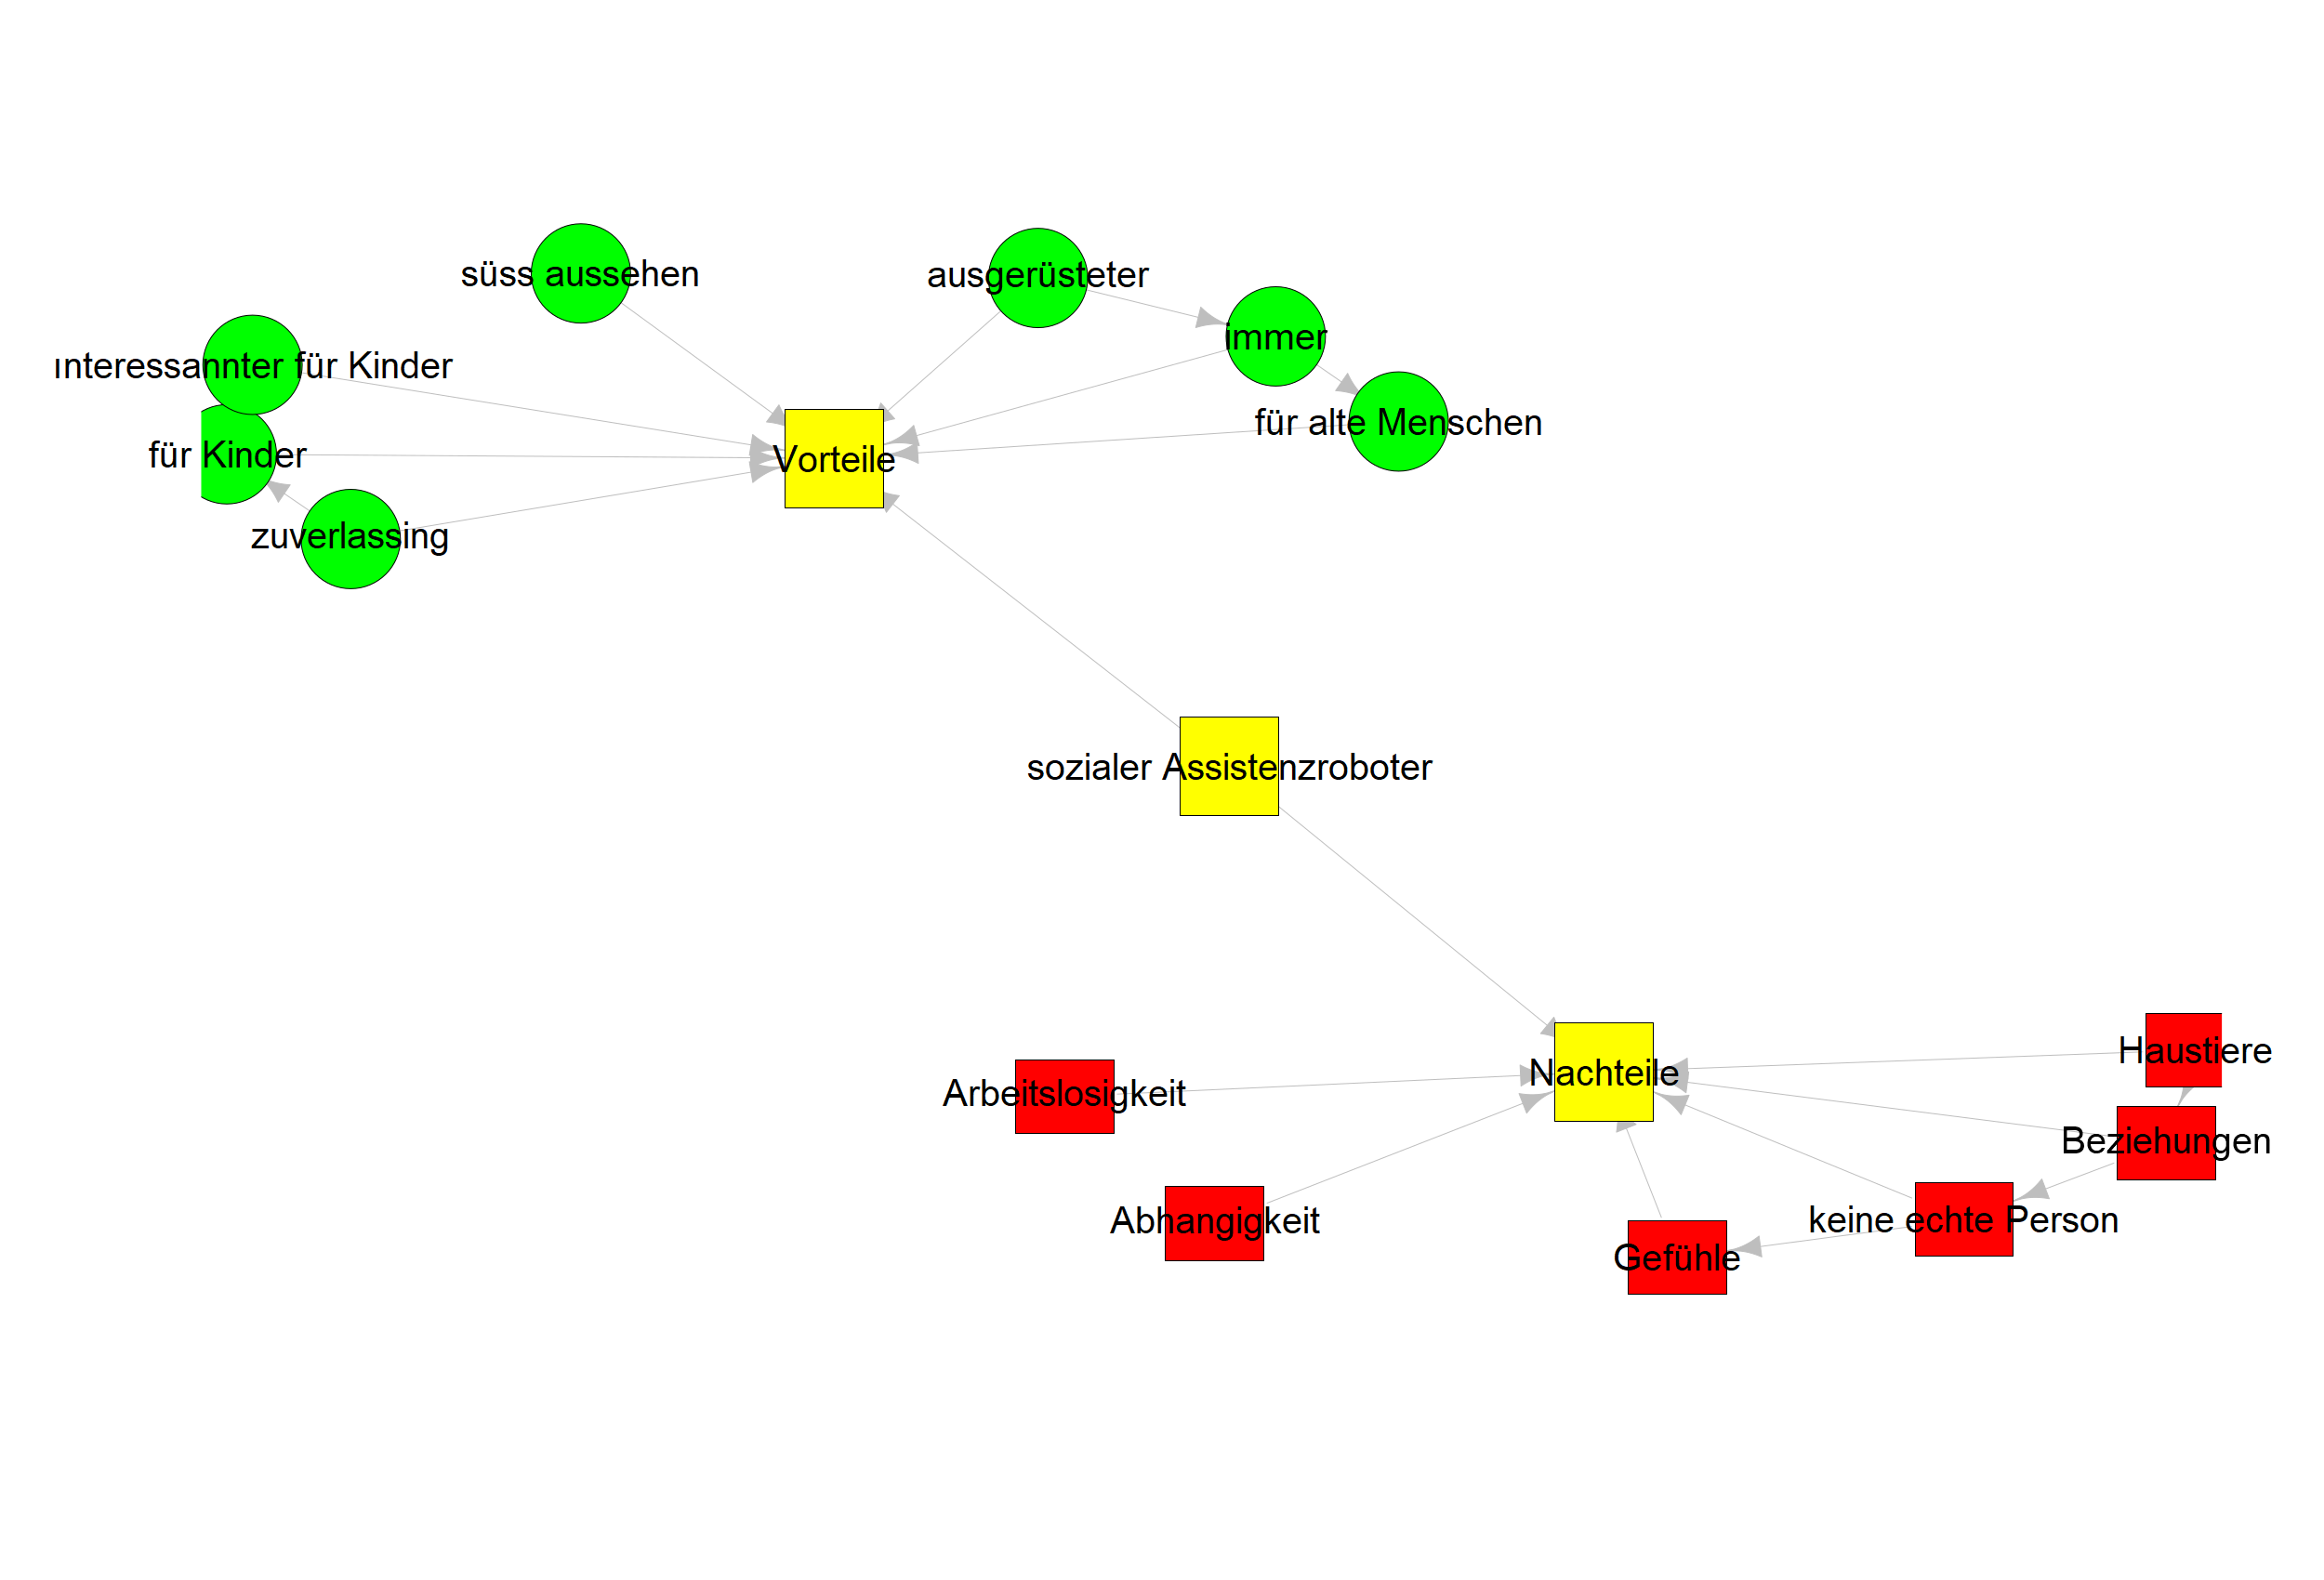 süss aussehen
ausgerüsteter
immer
ınteressannter für Kinder
für alte Menschen
für Kinder
Vorteile
zuverlassing
sozialer Assistenzroboter
Haustiere
Nachteile
Arbeitslosigkeit
Beziehungen
Abhangigkeit
keine echte Person
Gefühle